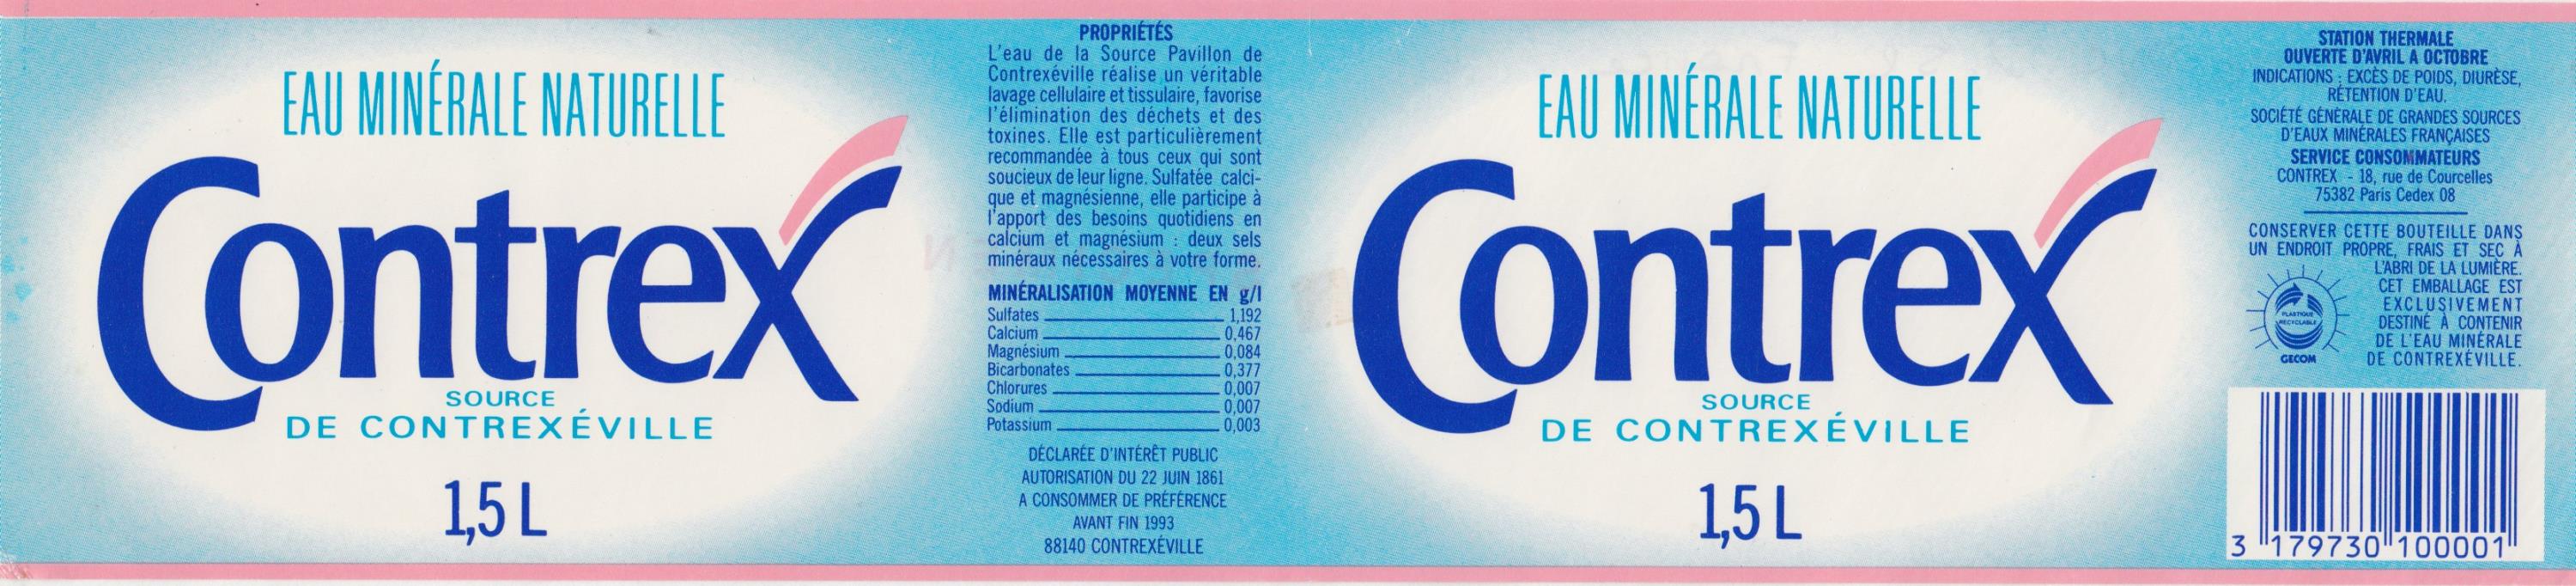 EAU MINÉRALE NATURELLE
Contrex
SOURCE
DE CONTREXÉVILLE
1,5 L
PROPRIÉTÉS
L'eau de la Source Pavillon de
Contrexéville réalise un véritable
lavage cellulaire et tissulaire, favorise
l'élimination des déchets et des
toxines. Elle est particulièrement
recommandée à tous ceux qui sont
soucieux de leur ligne. Sulfatée calci-
que et magnésienne, elle participe à
l'apport des besoins quotidiens en
calcium et magnésium : deux sels
minéraux nécessaires à votre forme.
MINÉRALISATION MOYENNE EN g/l
Sulfates 1,192
Calcium 0,467
Magnésium 0,084
Bicarbonates 0,377
Chlorures 0,007
Sodium 0,007
Potassium 0,003
DÉCLARÉE D'INTÉRÊT PUBLIC
AUTORISATION DU 22 JUIN 1861
A CONSOMMER DE PRÉFÉRENCE
AVANT FIN 1993
88140 CONTREXÉVILLE
EAU MINÉRALE NATURELLE
Contrex
SOURCE
DE CONTREXÉVILLE
1,5 L
STATION THERMALE
OUVERTE D'AVRIL A OCTOBRE
INDICATIONS : EXCÈS DE POIDS, DIURÈSE,
RÉTENTION D'EAU.
SOCIÉTÉ GÉNÉRALE DE GRANDES SOURCES
D'EAUX MINÉRALES FRANÇAISES
SERVICE CONSOMMATEURS
CONTREX - 18, rue de Courcelles
75382 Paris Cedex 08
CONSERVER CETTE BOUTEILLE DANS
UN ENDROIT PROPRE, FRAIS ET SEC À
L'ABRI DE LA LUMIÈRE.
CET EMBALLAGE EST
EXCLUSIVEMENT
DESTINÉ À CONTENIR
DE L'EAU MINÉRALE
DE CONTREXÉVILLE.
PLASTIQUE
RECYCLABLE
GECOM
3 179730 100001